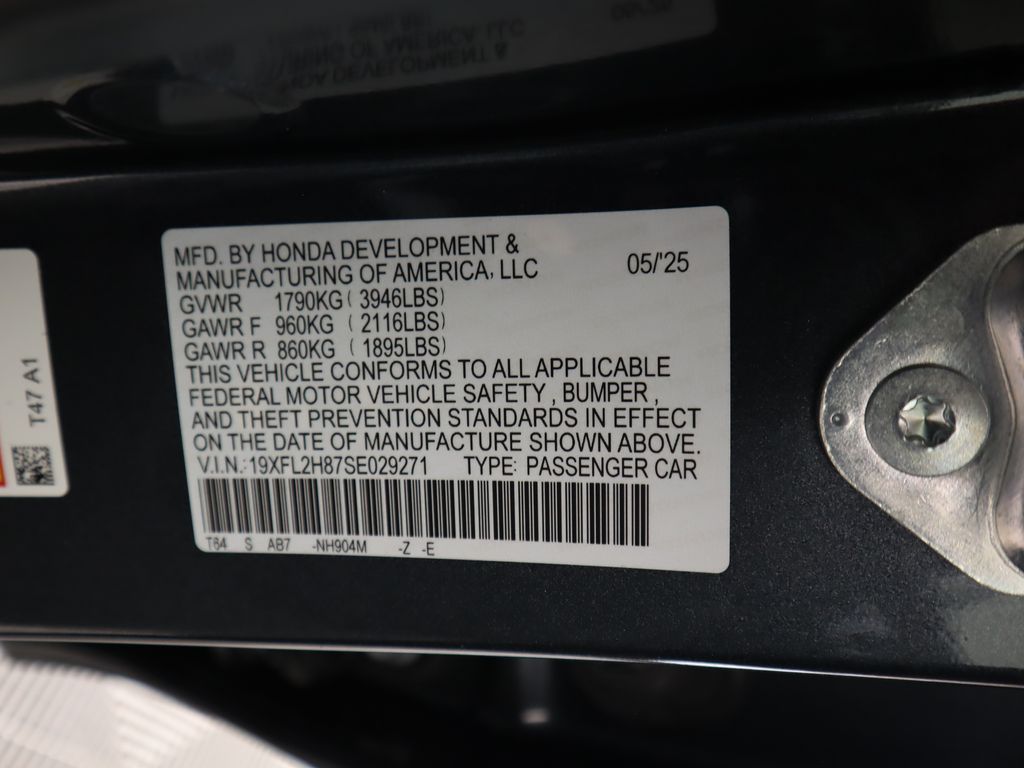 MFD. BY HONDA DEVELOPMENT &
MANUFACTURING OF AMERICA, LLC 05/'25
GVWR 1790KG ( 3946LBS)
GAWR F 960KG ( 2116LBS)
GAWR R 860KG ( 1895LBS)
THIS VEHICLE CONFORMS TO ALL APPLICABLE
FEDERAL MOTOR VEHICLE SAFETY , BUMPER ,
AND THEFT PREVENTION STANDARDS IN EFFECT
ON THE DATE OF MANUFACTURE SHOWN ABOVE.
V.I.N.: 19XFL2H87SE029271 TYPE: PASSENGER CAR
T64 S AB7 -NH904M -Z -E
T47 A1